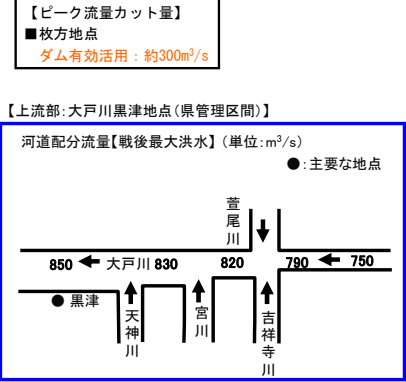 【ピーク流量カット量】
■枚方地点
ダム有効活用：約300m³/s
【上流部:大戸川黒津地点(県管理区間)】
河道配分流量【戦後最大洪水】(単位:m³/s)
●:主要な地点
萱尾川
850 大戸川 830 820 790 750
●黒津
天神川
宮川
吉祥寺川